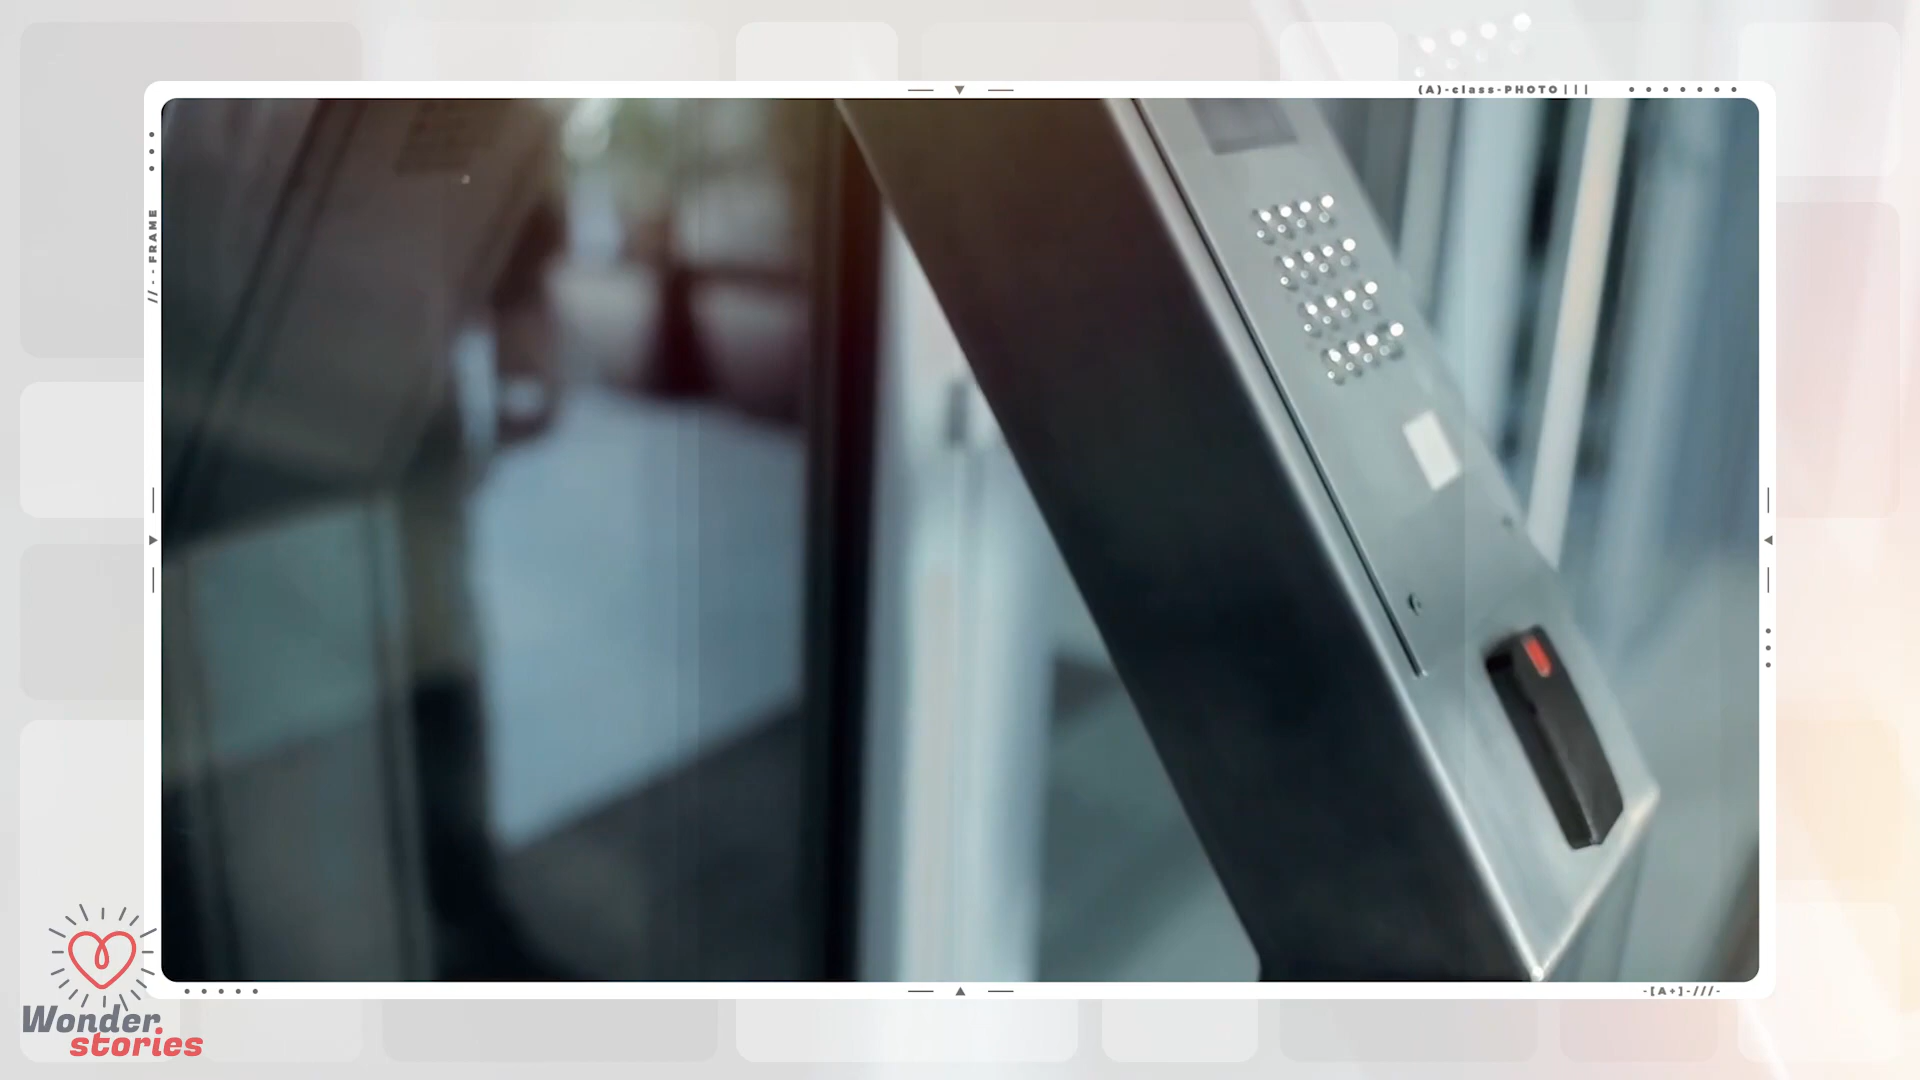 (A)-class-PHOTO|||
// - - FRAME
-[A+]-///-
Wonder
stories